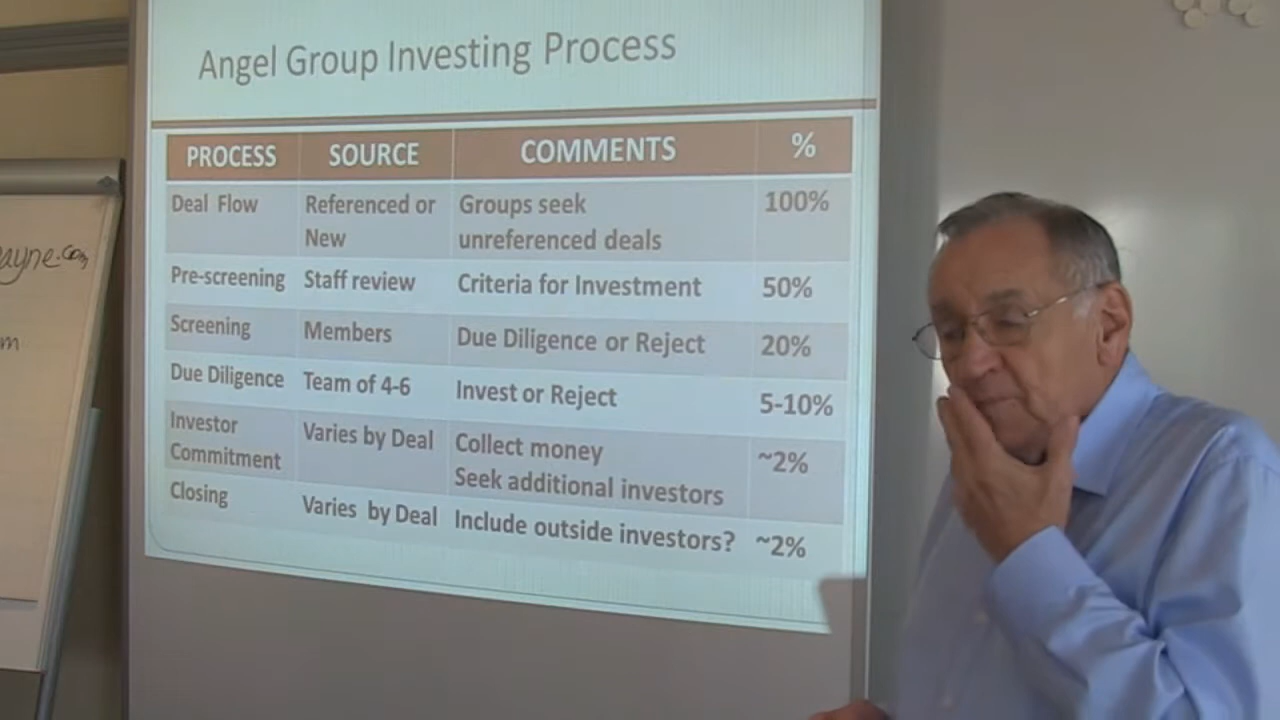 Angel Group Investing Process
PROCESS SOURCE COMMENTS %
Deal Flow Referenced or New Groups seek unreferenced deals 100%
Pre-screening Staff review Criteria for Investment 50%
Screening Members Due Diligence or Reject 20%
Due Diligence Team of 4-6 Invest or Reject 5-10%
Investor Commitment Varies by Deal Collect money Seek additional investors ~2%
Closing Varies by Deal Include outside investors? ~2%
ayne.com
m